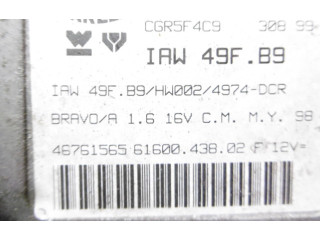 CGR5F4C9 308 99
IAW 49F.B9
IAW 49F.B9/HW002/4974-DCR
BRAVO/A 1.6 16V C.M. M.Y. 98
46761565 61600.438.02 F 12V=